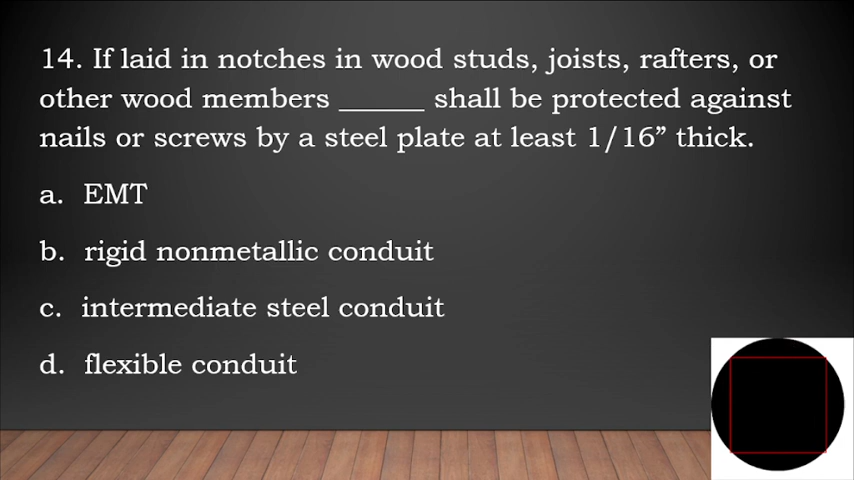 14. If laid in notches in wood studs, joists, rafters, or
other wood members ______ shall be protected against
nails or screws by a steel plate at least 1/16” thick.
a. EMT
b. rigid nonmetallic conduit
c. intermediate steel conduit
d. flexible conduit